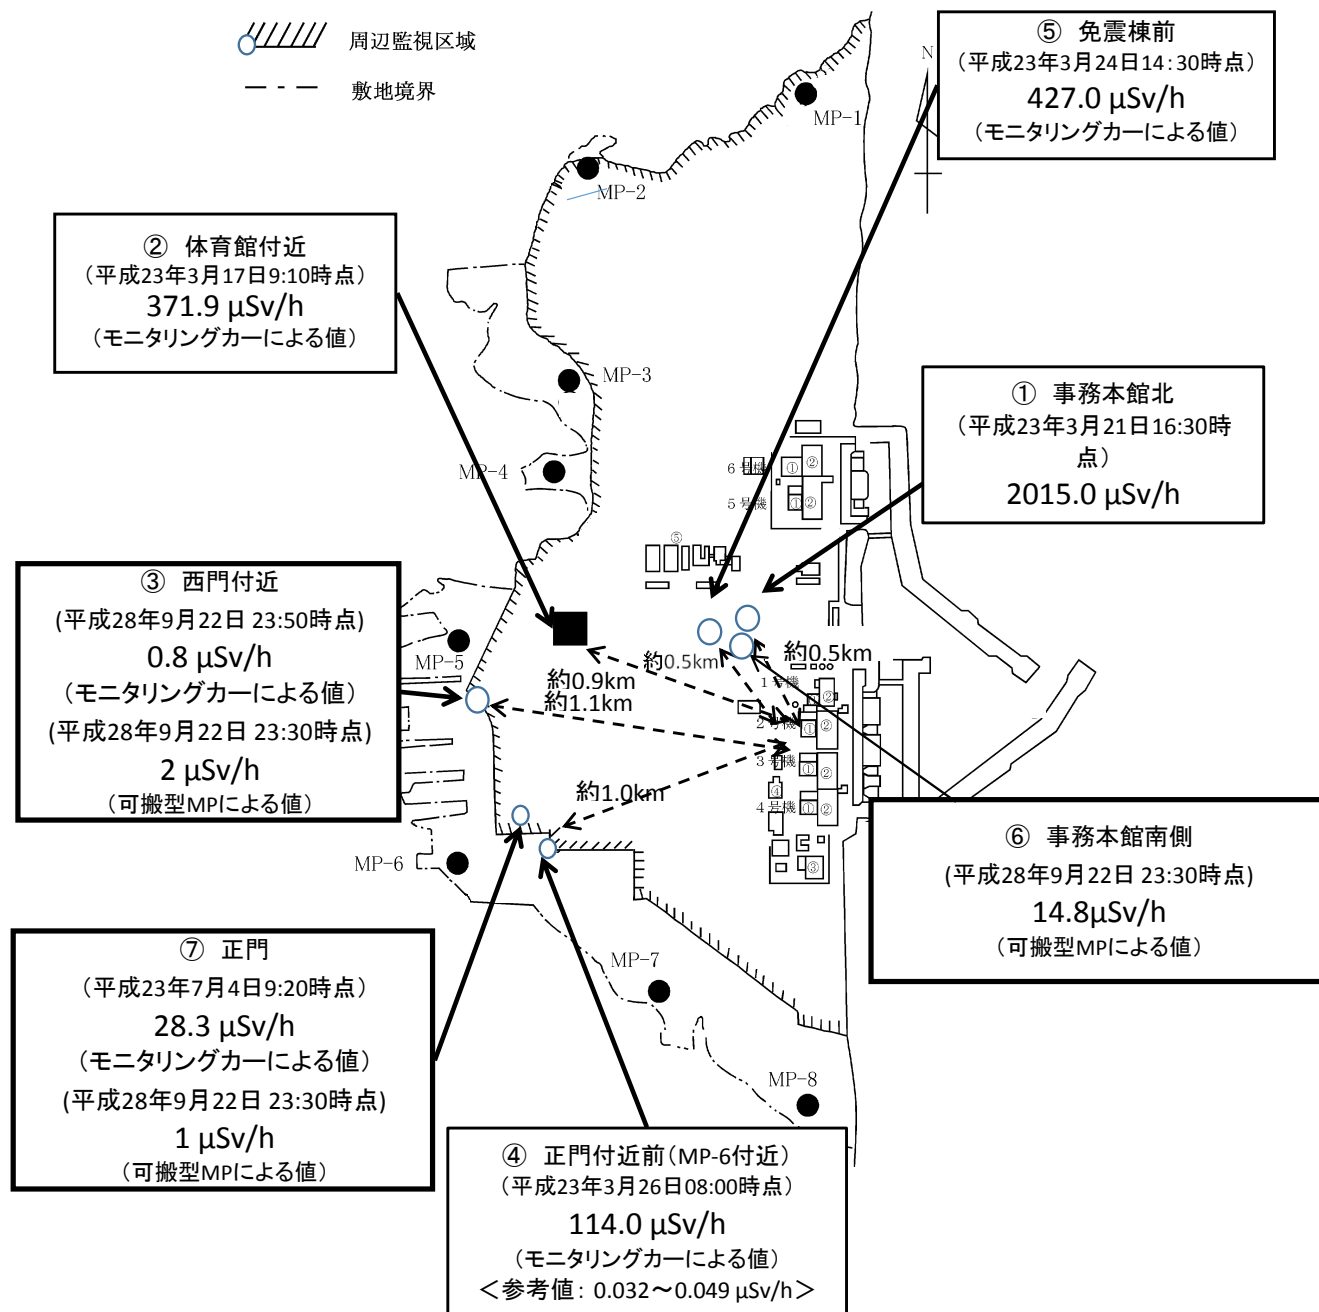 周辺監視区域
敷地境界
⑤ 免震棟前
(平成23年3月24日14:30時点)
427.0 μSv/h
(モニタリングカーによる値)
N
MP-1
MP-2
② 体育館付近
(平成23年3月17日9:10時点)
371.9 μSv/h
(モニタリングカーによる値)
MP-3
MP-4
① 事務本館北
(平成23年3月21日16:30時
点)
2015.0 μSv/h
6号機
①
②
5号機
①
②
⑤
③ 西門付近
(平成28年9月22日 23:50時点)
0.8 μSv/h
(モニタリングカーによる値)
(平成28年9月22日 23:30時点)
2 μSv/h
(可搬型MPによる値)
MP-5
約0.5km
約0.5km
約0.9km
約1.1km
約1.0km
1号機
②
2号機
①
②
3号機
①
②
④
4号機
①
②
③
MP-6
⑥ 事務本館南側
(平成28年9月22日 23:30時点)
14.8μSv/h
(可搬型MPによる値)
⑦ 正門
(平成23年7月4日9:20時点)
28.3 μSv/h
(モニタリングカーによる値)
(平成28年9月22日 23:30時点)
1 μSv/h
(可搬型MPによる値)
MP-7
MP-8
④ 正門付近前(MP-6付近)
(平成23年3月26日08:00時点)
114.0 μSv/h
(モニタリングカーによる値)
<参考値: 0.032～0.049 μSv/h>